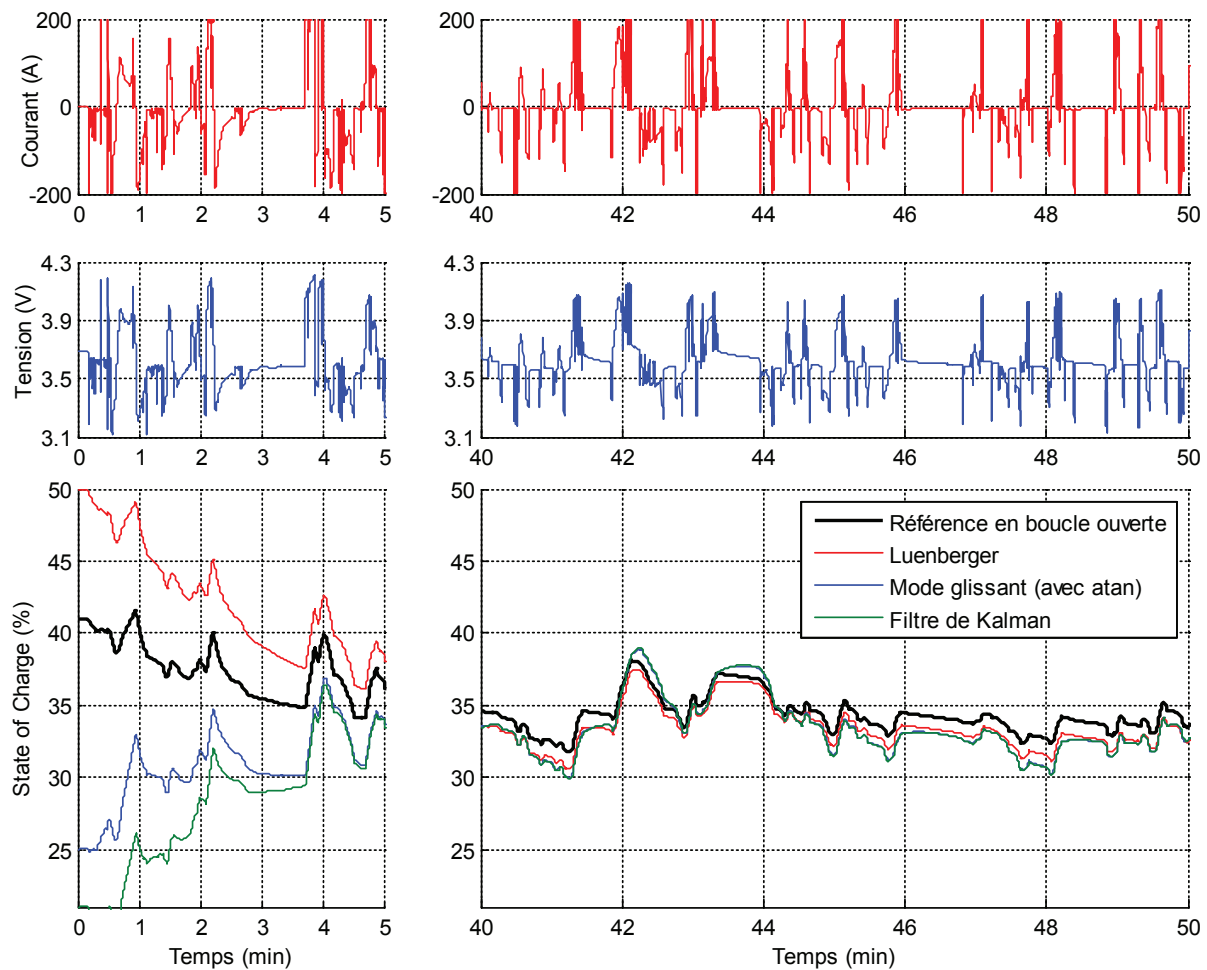 200
0
-200
Courant (A)
0 1 2 3 4 5
200
0
-200
40 42 44 46 48 50
4.3
3.9
3.5
3.1
Tension (V)
0 1 2 3 4 5
4.3
3.9
3.5
3.1
40 42 44 46 48 50
50
45
40
35
30
25
State of Charge (%)
0 1 2 3 4 5
Temps (min)
50
45
40
35
30
25
Référence en boucle ouverte
Luenberger
Mode glissant (avec atan)
Filtre de Kalman
40 42 44 46 48 50
Temps (min)